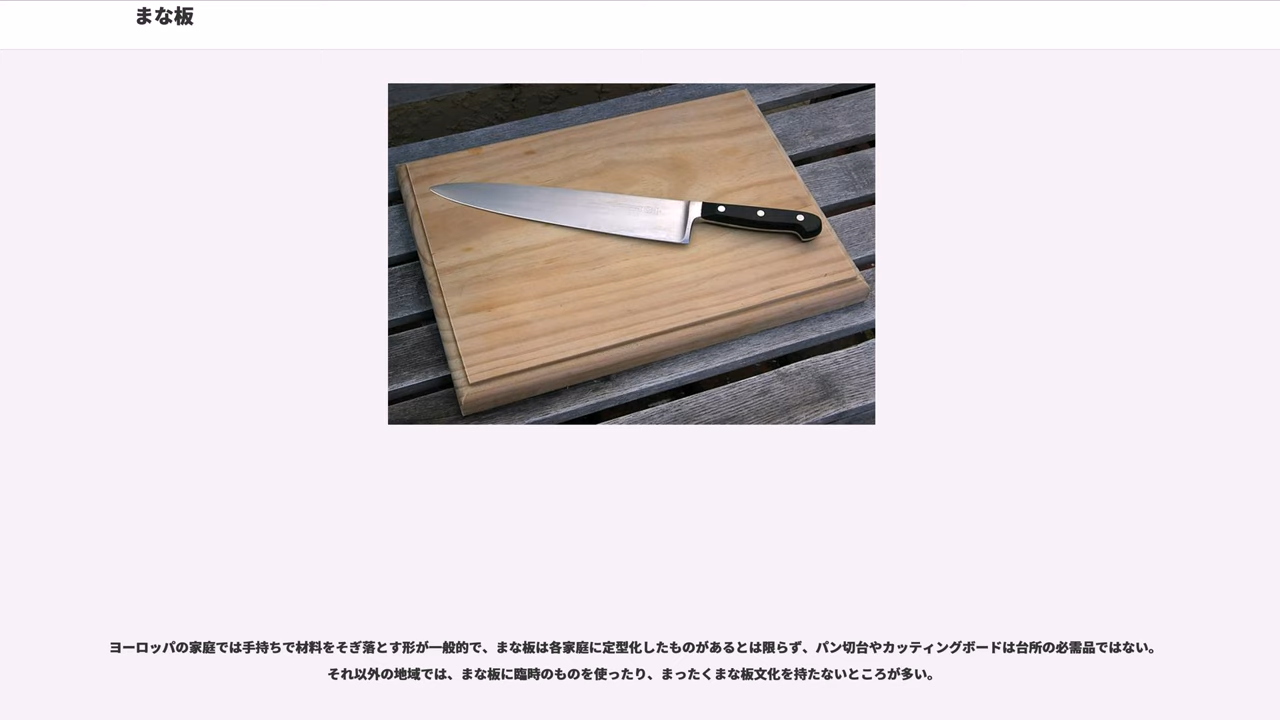 まな板
ヨーロッパの家庭では手持ちで材料をそぎ落とす形が一般的で、まな板は各家庭に定型化したものがあるとは限らず、パン切台やカッティングボードは台所の必需品ではない。
それ以外の地域では、まな板に臨時のものを使ったり、まったくまな板文化を持たないところが多い。